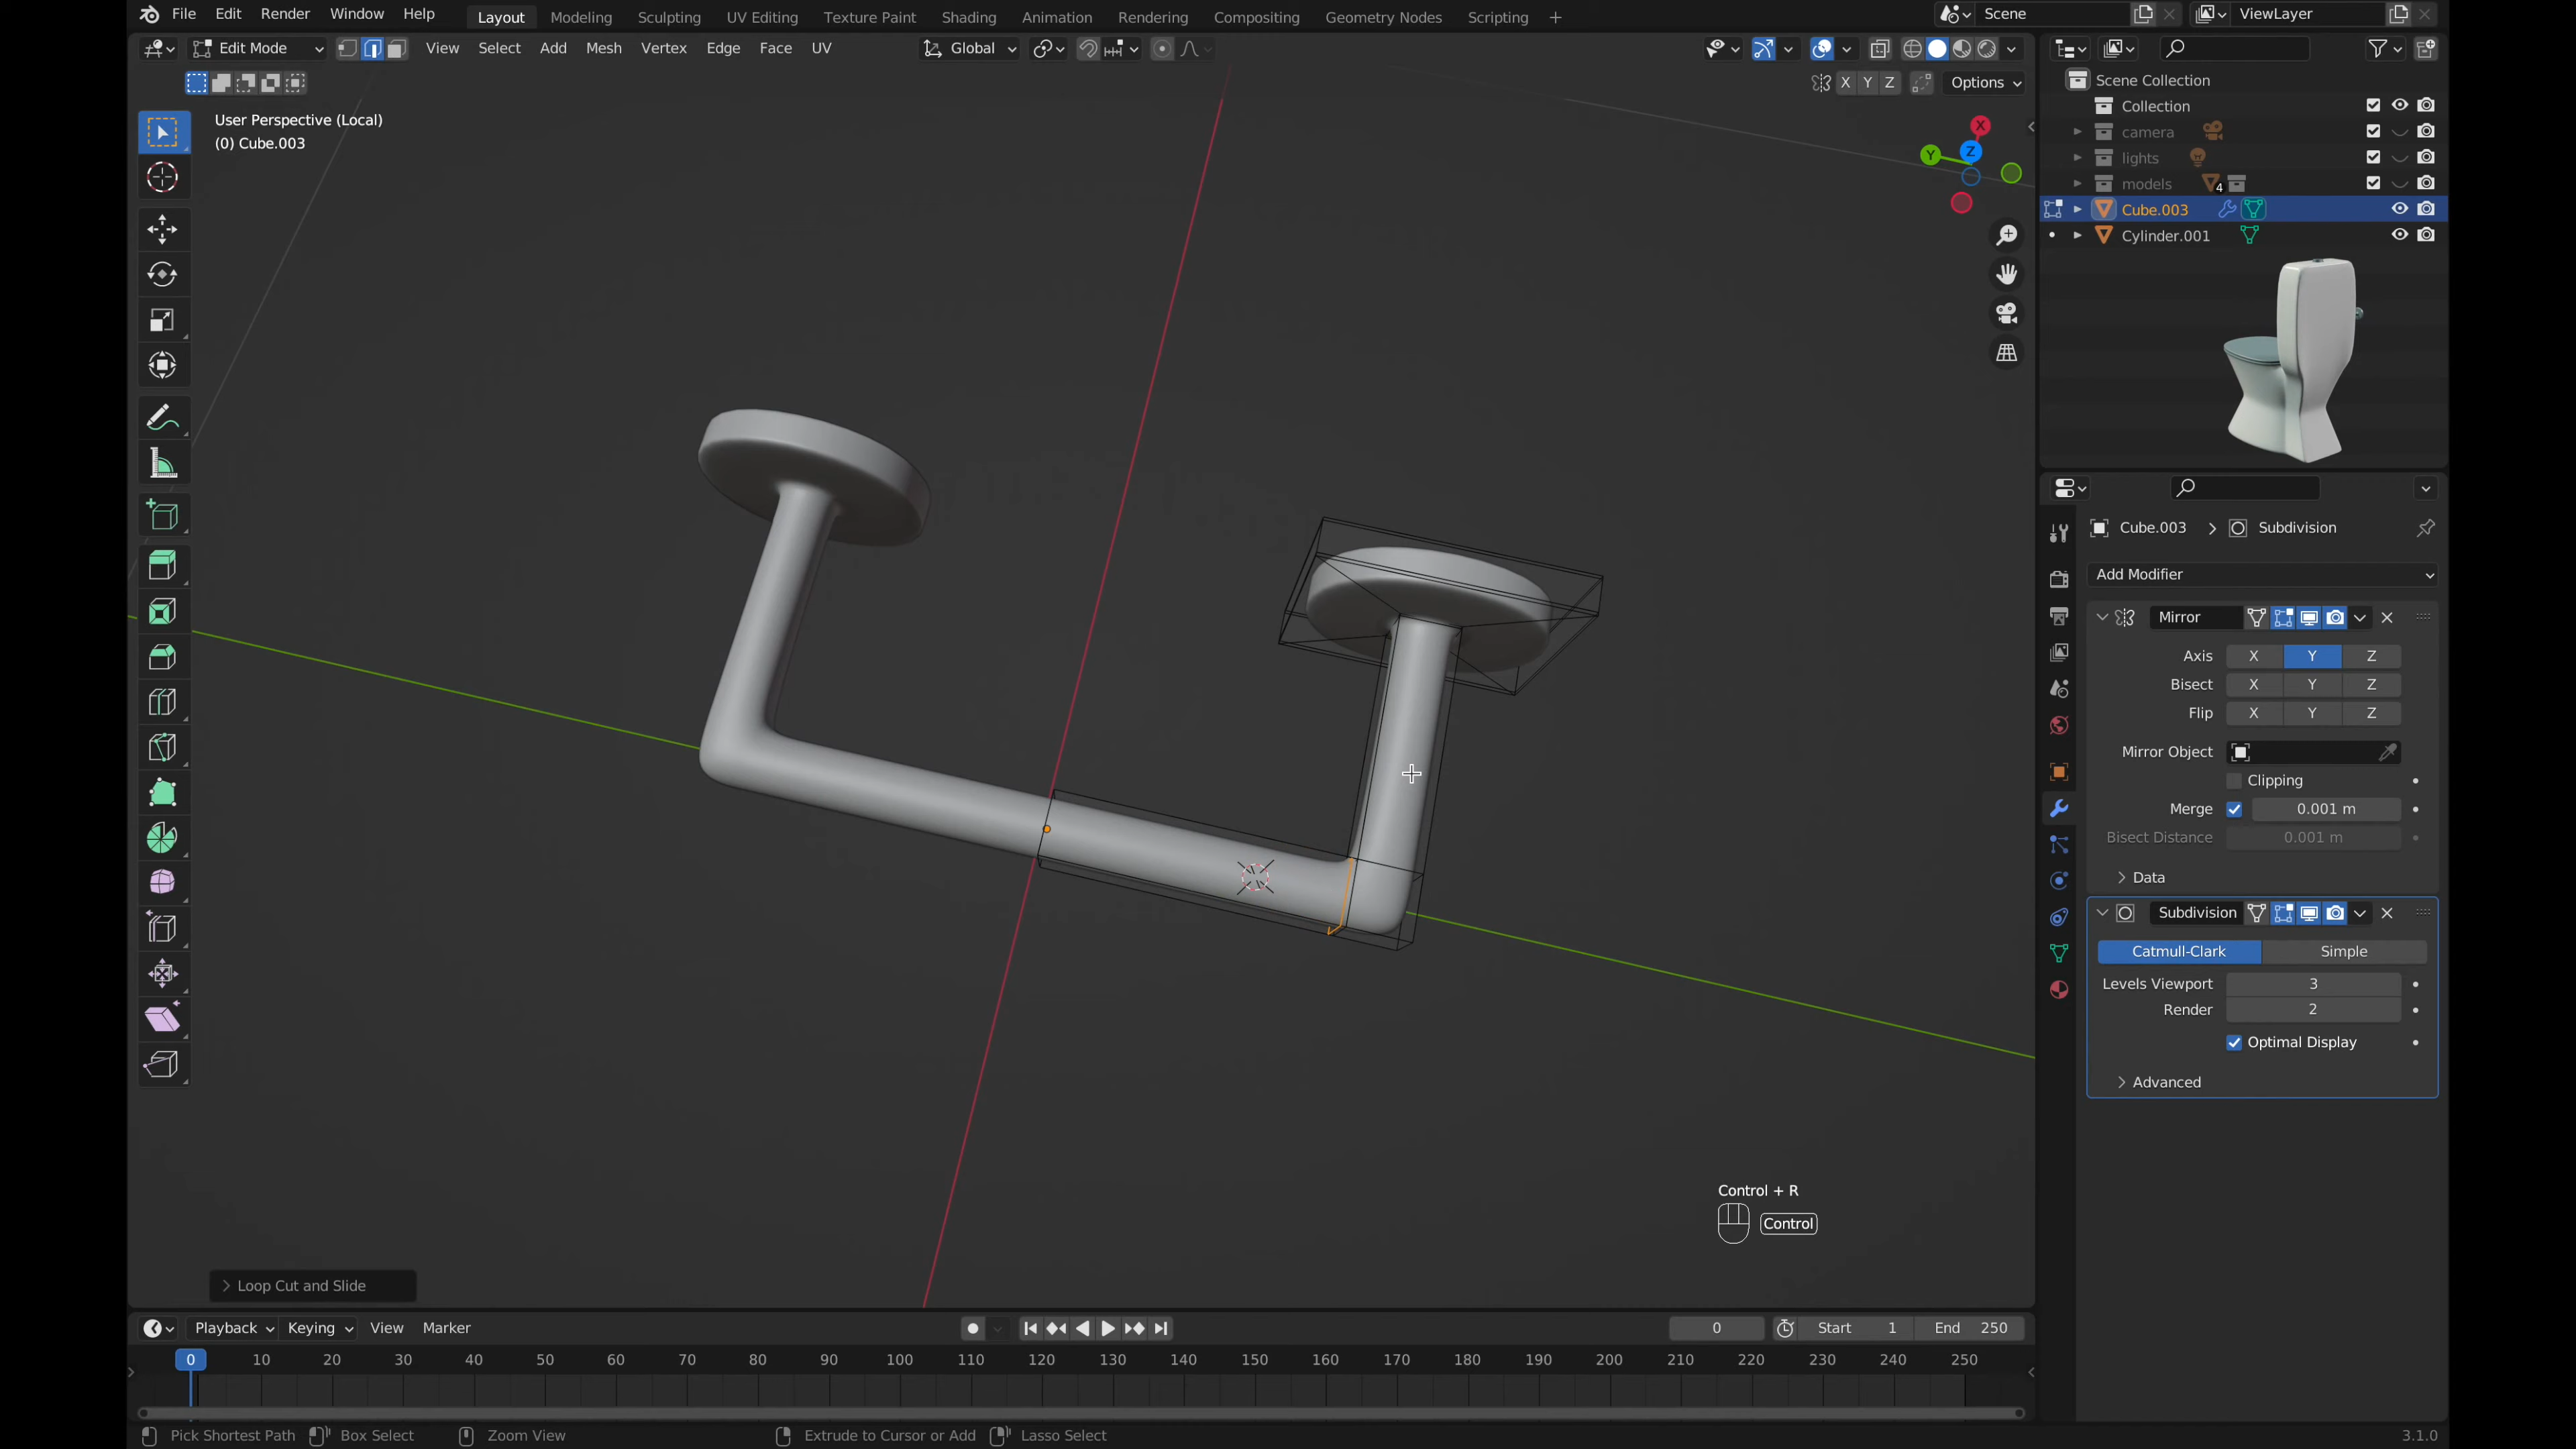 File Edit Render Window Help Layout Modeling Sculpting UV Editing Texture Paint Shading Animation Rendering Compositing Geometry Nodes Scripting + Scene ViewLayer
Edit Mode View Select Add Mesh Vertex Edge Face UV Global
X Y Z Options
User Perspective (Local)
(0) Cube.003
X
Y
Z
Scene Collection
Collection
camera
lights
models 4
Cube.003
Cylinder.001
Cube.003 > Subdivision
Add Modifier
Mirror
Axis X Y Z
Bisect X Y Z
Flip X Y Z
Mirror Object
Clipping
Merge 0.001 m
Bisect Distance 0.001 m
Data
Subdivision
Catmull-Clark Simple
Levels Viewport 3
Render 2
Optimal Display
Advanced
Control + R
Control
Loop Cut and Slide
Playback Keying View Marker 0 Start 1 End 250
0 10 20 30 40 50 60 70 80 90 100 110 120 130 140 150 160 170 180 190 200 210 220 230 240 250
Pick Shortest Path Box Select Zoom View Extrude to Cursor or Add Lasso Select 3.1.0